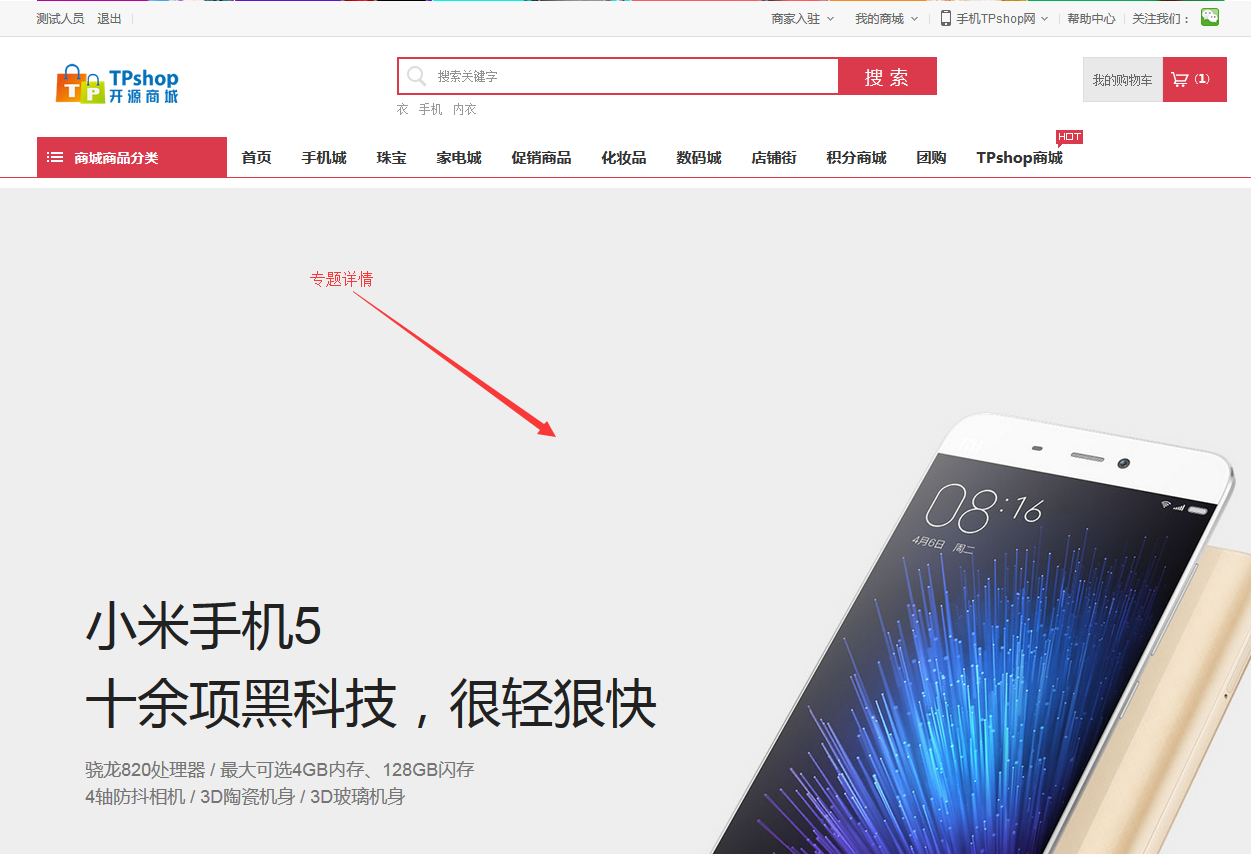 测试人员 退出 商家入驻 我的商城 手机TPshop网 帮助中心 关注我们：
TPshop
开源商城
TP
搜索关键字 搜索
我的购物车 (1)
衣 手机 内衣
HOT
商城商品分类 首页 手机城 珠宝 家电城 促销商品 化妆品 数码城 店铺街 积分商城 团购 TPshop商城
专题详情
08:16
4月6日 周二
小米手机5
十余项黑科技，很轻狠快
骁龙820处理器 / 最大可选4GB内存、128GB闪存
4轴防抖相机 / 3D陶瓷机身 / 3D玻璃机身